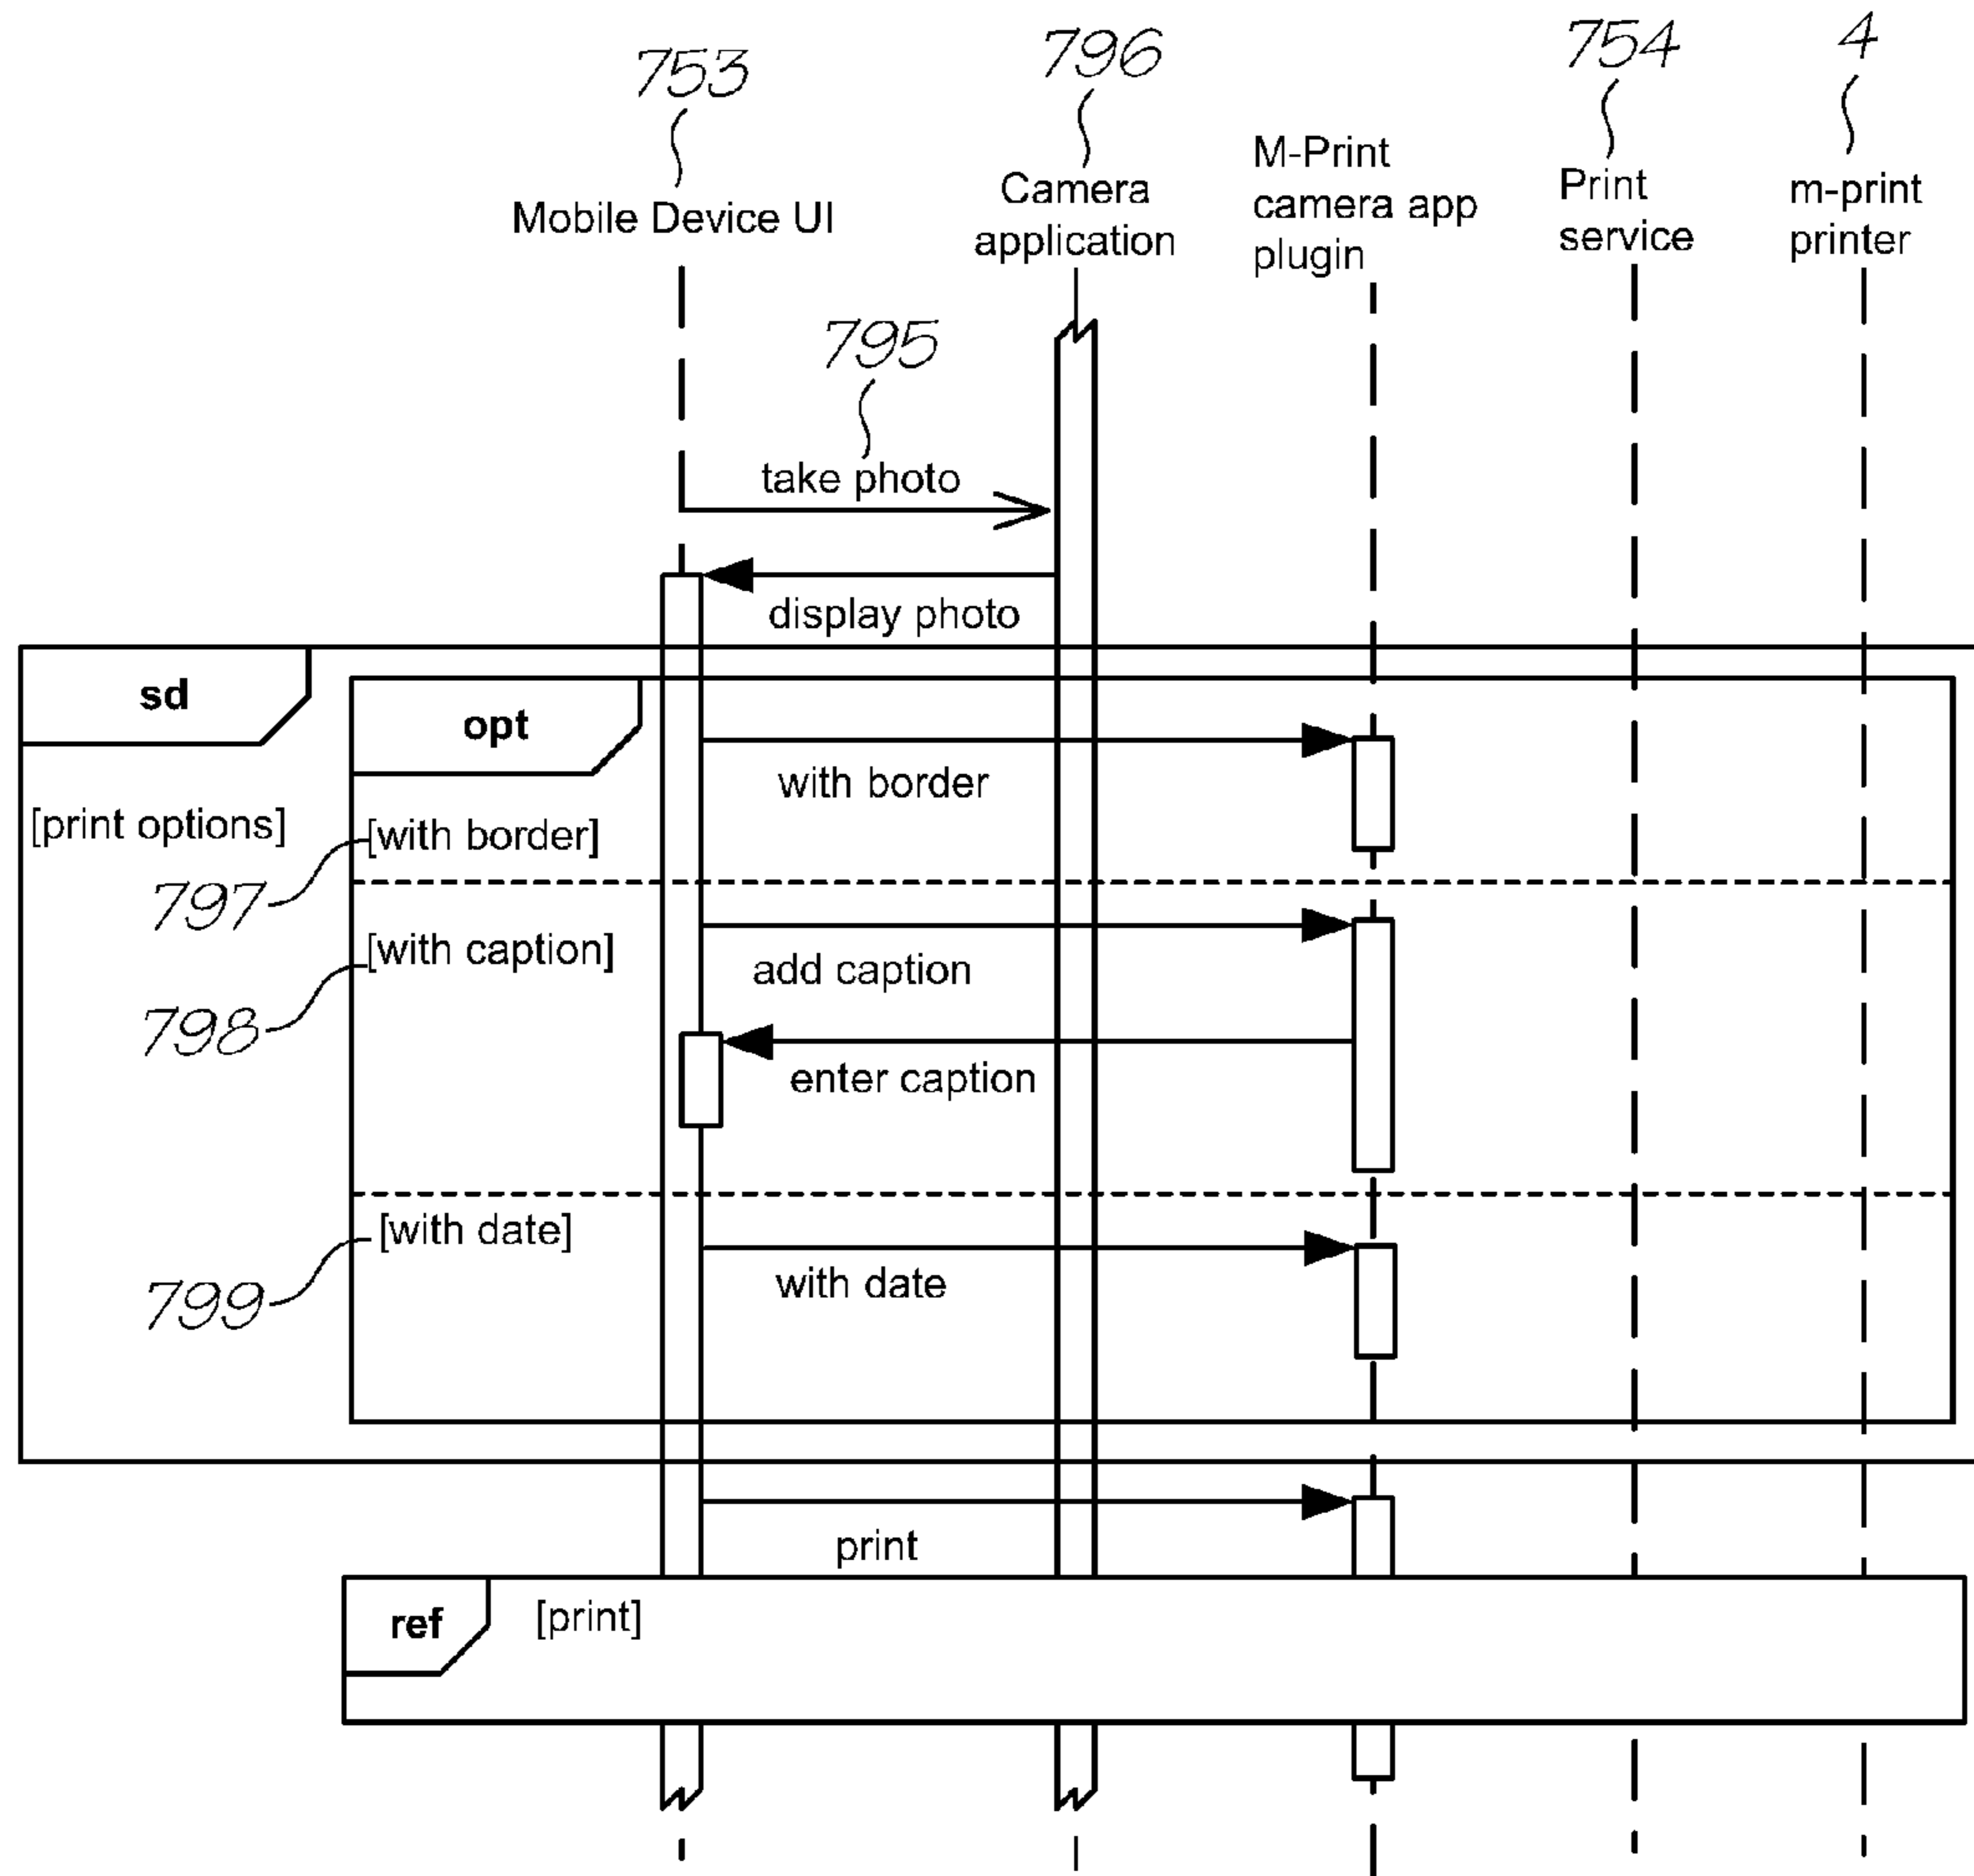 753
796
754
4
Mobile Device UI
Camera
application
M-Print
camera app
plugin
Print
service
m-print
printer
795
take photo
display photo
sd
opt
with border
[print options]
[with border]
797
[with caption]
add caption
798
enter caption
[with date]
with date
799
print
ref
[print]